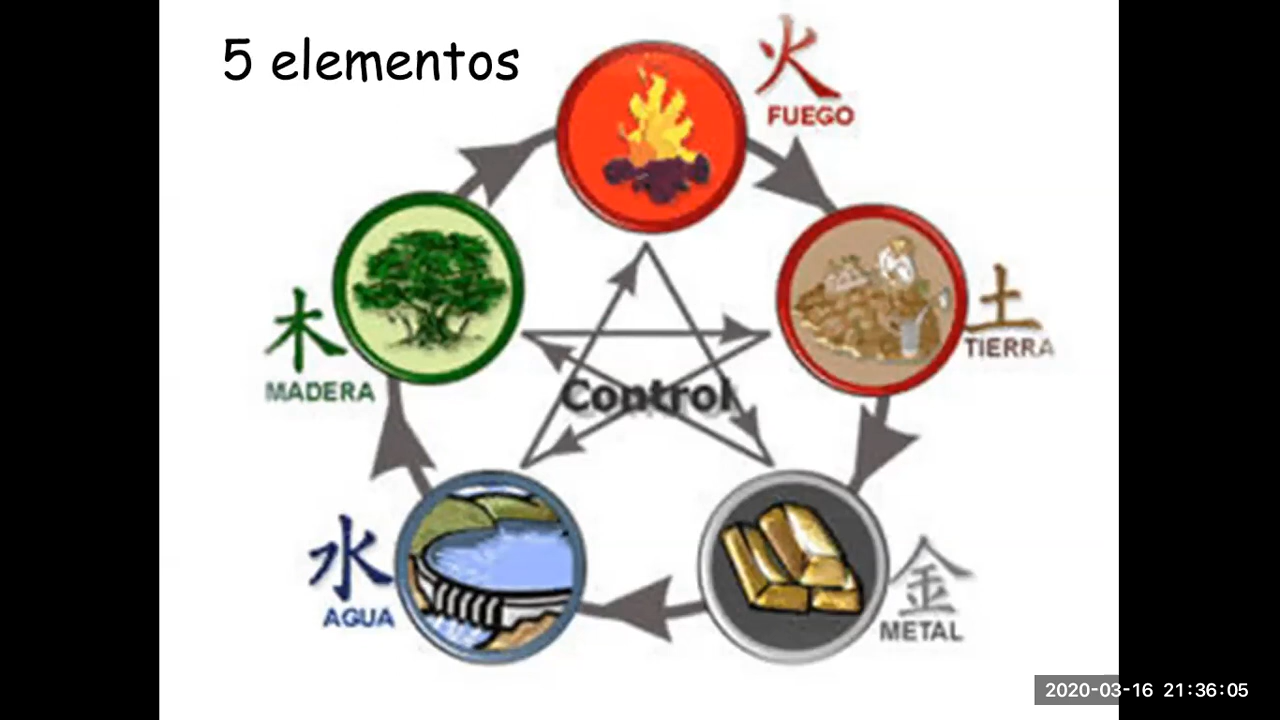 5 elementos
火
FUEGO
土
TIERRA
木
MADERA
Control
水
AGUA
金
METAL
2020-03-16 21:36:05